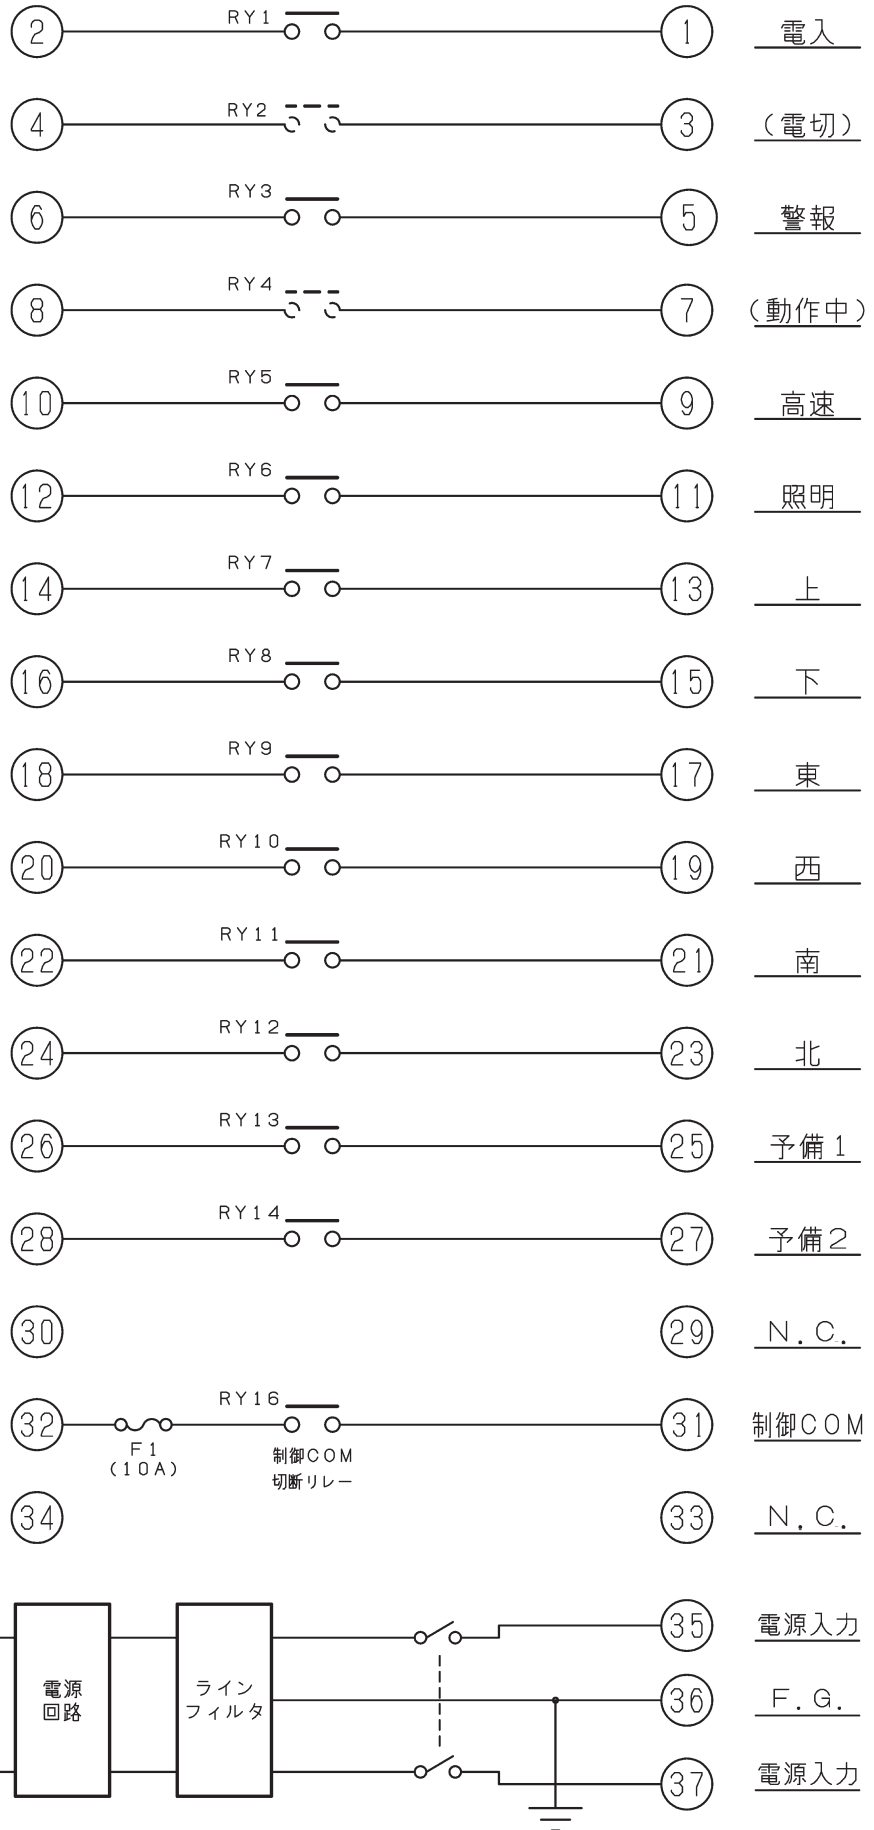 2 RY1 1 電入
4 RY2 3 (電切)
6 RY3 5 警報
8 RY4 7 (動作中)
10 RY5 9 高速
12 RY6 11 照明
14 RY7 13 上
16 RY8 15 下
18 RY9 17 東
20 RY10 19 西
22 RY11 21 南
24 RY12 23 北
26 RY13 25 予備1
28 RY14 27 予備2
30 29 N.C.
32 RY16 31 制御COM
F1 制御COM
(10A) 切断リレー
34 33 N.C.
35 電源入力
電源 ライン
回路 フィルタ
36 F.G.
37 電源入力